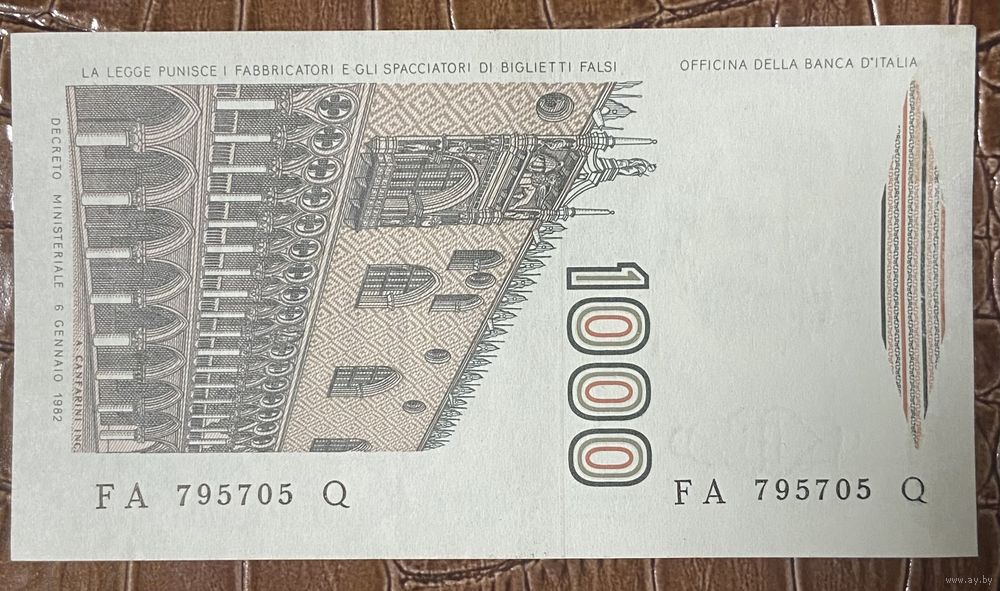 LA LEGGE PUNISCE I FABBRICATORI E GLI SPACCIATORI DI BIGLIETTI FALSI
OFFICINA DELLA BANCA D'ITALIA
DECRETO MINISTERIALE 6 GENNAIO 1982
A. CANFARINI INC.
1000
FA 795705 Q
FA 795705 Q
www.ay.by